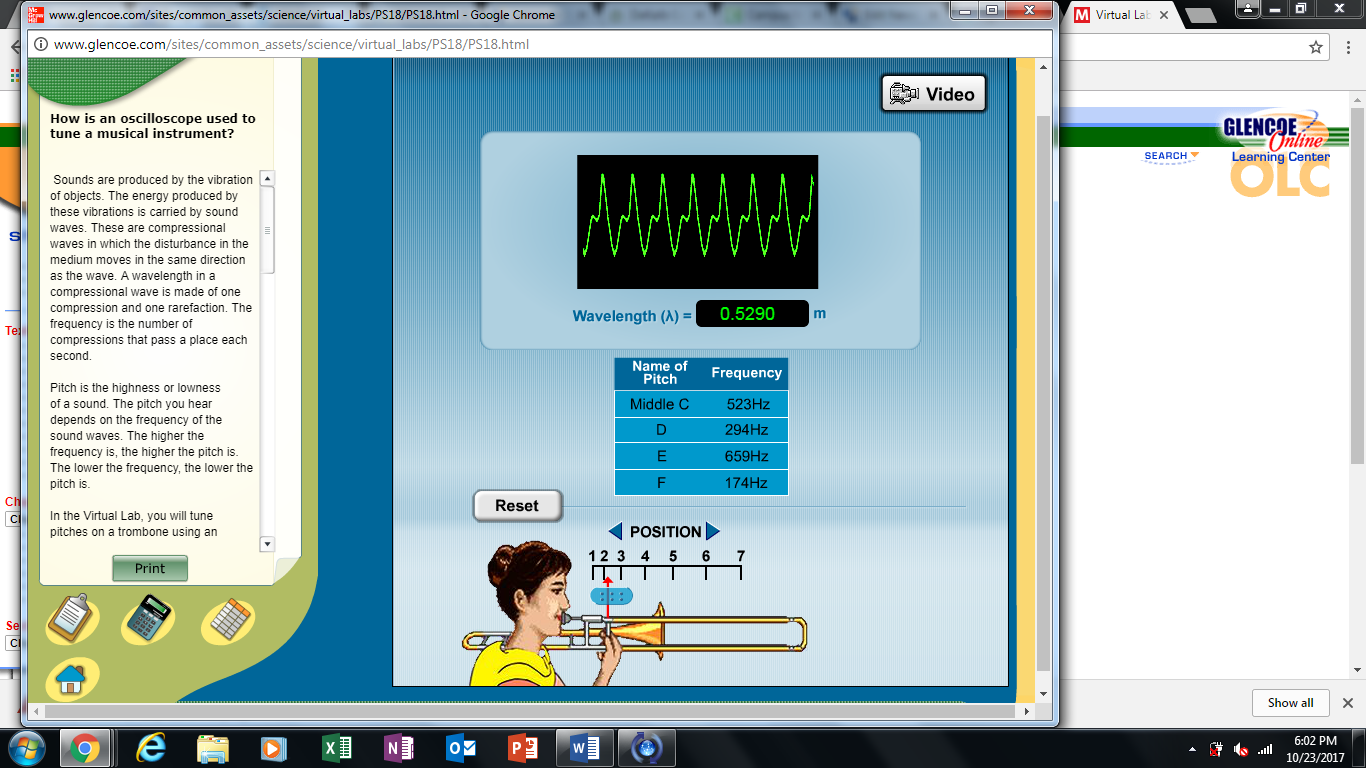 www.glencoe.com/sites/common_assets/science/virtual_labs/PS18/PS18.html - Google Chrome
Virtual Lab
www.glencoe.com/sites/common_assets/science/virtual_labs/PS18/PS18.html
How is an oscilloscope used to
tune a musical instrument?
Sounds are produced by the vibration
of objects. The energy produced by
these vibrations is carried by sound
waves. These are compressional
waves in which the disturbance in the
medium moves in the same direction
as the wave. A wavelength in a
compressional wave is made of one
compression and one rarefaction. The
frequency is the number of
compressions that pass a place each
second.
Pitch is the highness or lowness
of a sound. The pitch you hear
depends on the frequency of the
sound waves. The higher the
frequency is, the higher the pitch is.
The lower the frequency, the lower the
pitch is.
In the Virtual Lab, you will tune
pitches on a trombone using an
Print
Video
Wavelength (λ) = 0.5290 m
Name of Pitch Frequency
Middle C 523Hz
D 294Hz
E 659Hz
F 174Hz
Reset
POSITION
1 2 3 4 5 6 7
GLENCOE
Online
Learning Center
SEARCH
OLC
Show all
6:02 PM
10/23/2017